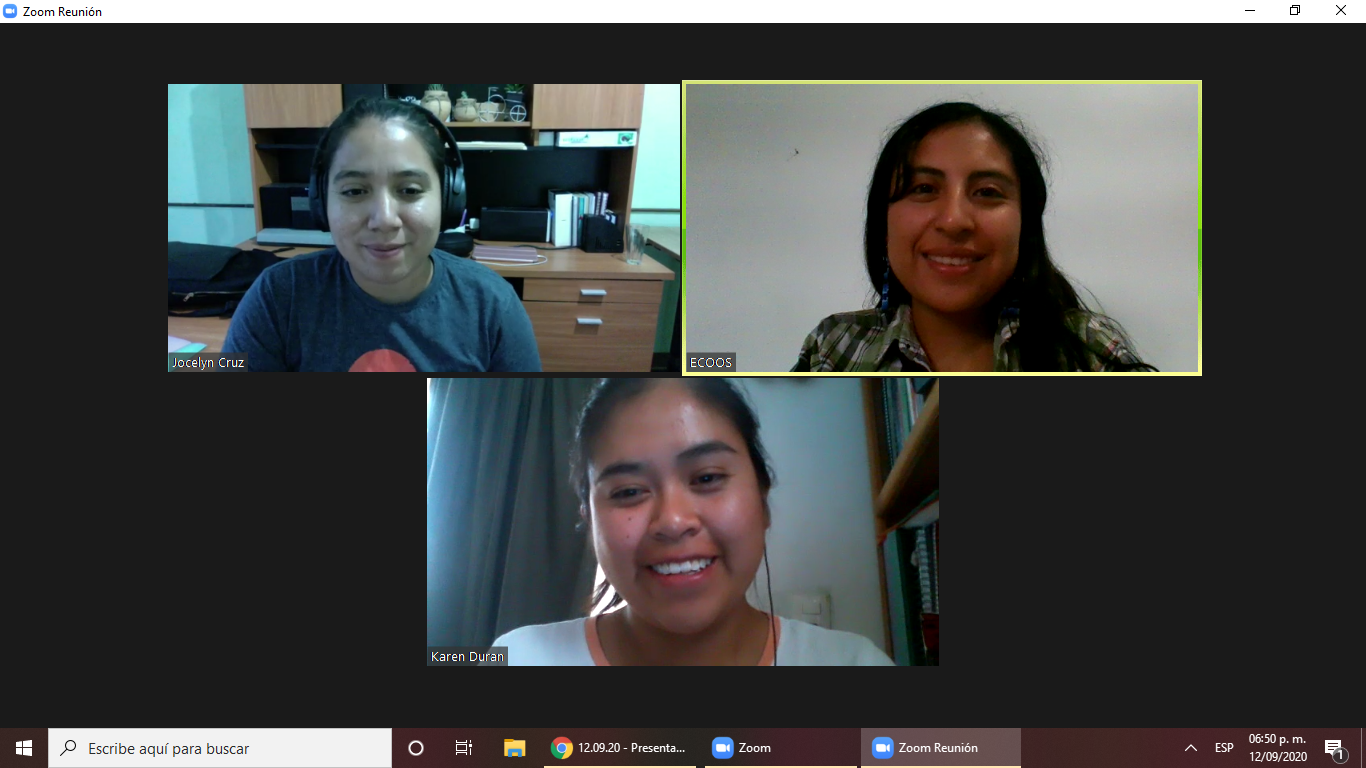 Zoom Reunión
Jocelyn Cruz
ECOOS
Karen Duran
Escribe aquí para buscar
12.09.20 - Presenta...
Zoom
Zoom Reunión
ESP
06:50 p. m.
12/09/2020
1